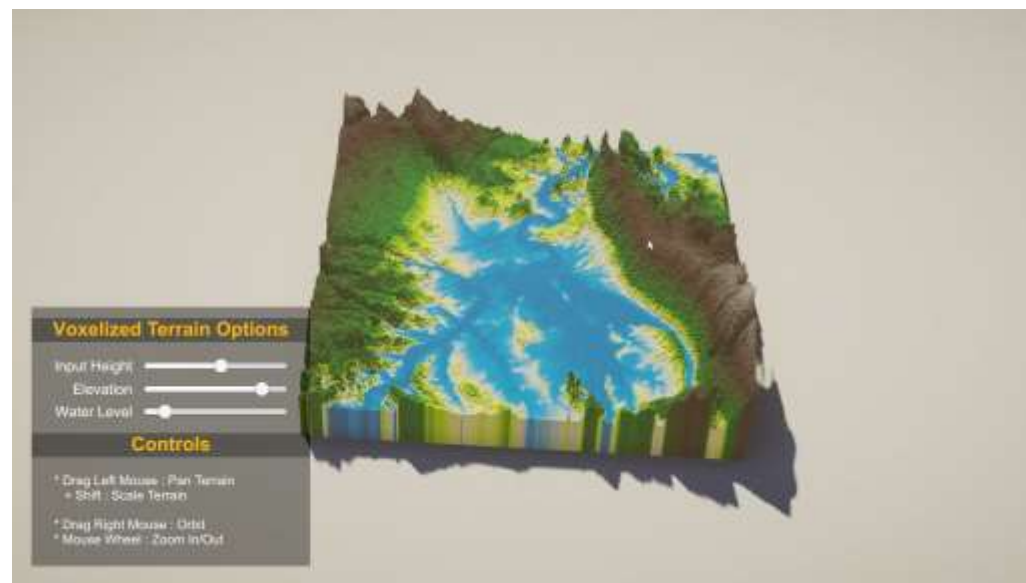 Voxelized Terrain Options
Input Height
Elevation
Water Level
Controls
* Drag Left Mouse : Pan Terrain
+ Shift : Scale Terrain
* Drag Right Mouse : Orbit
* Mouse Wheel : Zoom In/Out